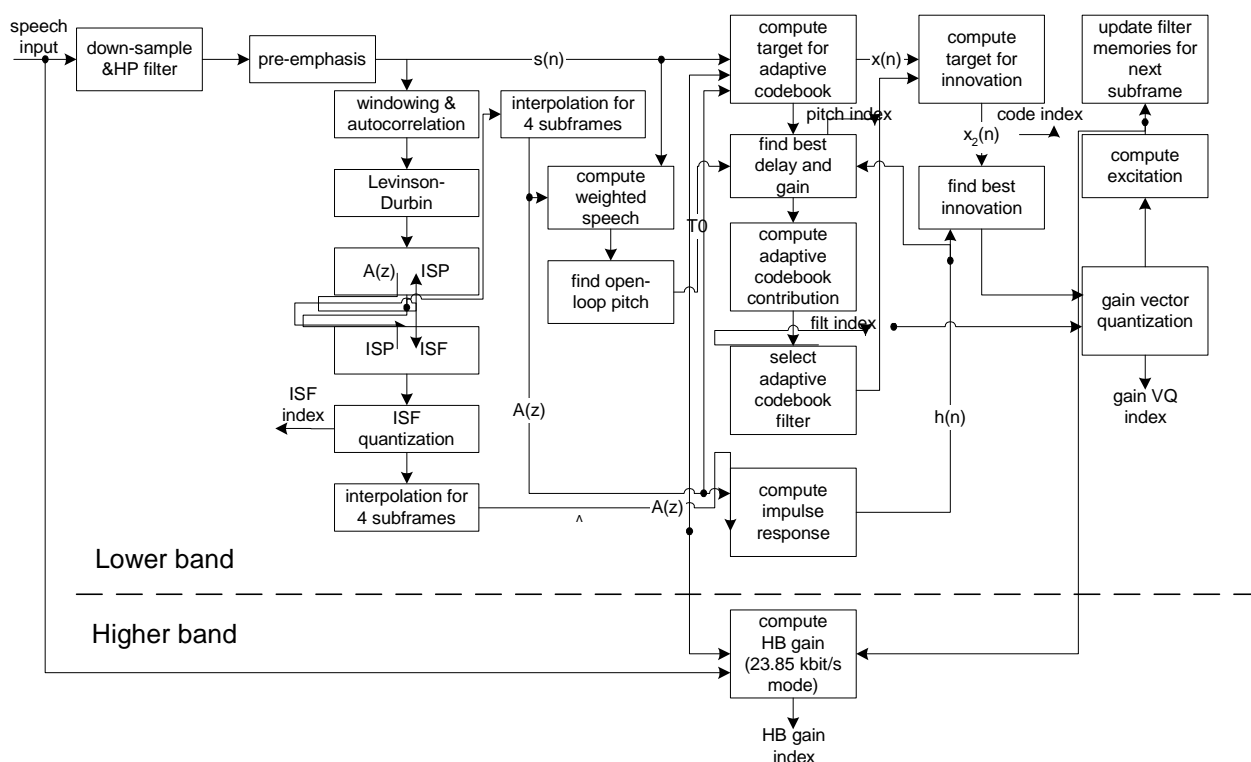 speech
input
down-sample
&HP filter
pre-emphasis
s(n)
compute
target for
adaptive
codebook
x(n)
compute
target for
innovation
update filter
memories for
next
subframe
windowing &
autocorrelation
interpolation for
4 subframes
pitch index
x2(n)
code index
Levinson-
Durbin
compute
weighted
speech
find best
delay and
gain
find best
innovation
compute
excitation
T0
A(z)
ISP
find open-
loop pitch
compute
adaptive
codebook
contribution
gain vector
quantization
filt index
ISP
ISF
select
adaptive
codebook
filter
ISF
index
ISF
quantization
A(z)
h(n)
gain VQ
index
interpolation for
4 subframes
^
A(z)
compute
impulse
response
Lower band
Higher band
compute
HB gain
(23.85 kbit/s
mode)
HB gain
index